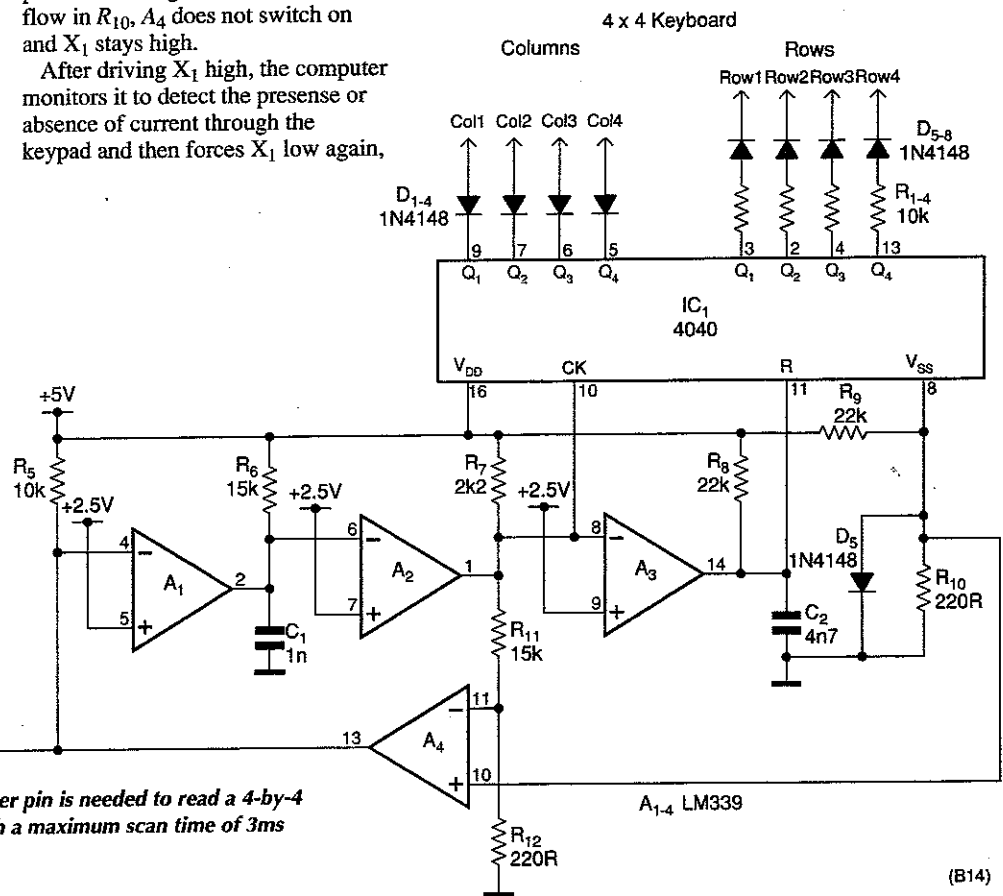 flow in R10, A4 does not switch on
and X1 stays high.
After driving X1 high, the computer
monitors it to detect the presense or
absence of current through the
keypad and then forces X1 low again,
4 x 4 Keyboard
Columns
Rows
Row1 Row2 Row3 Row4
Col1 Col2 Col3 Col4
D1-4
1N4148
D5-8
1N4148
R1-4
10k
9 7 6 5 3 2 4 13
Q1 Q2 Q3 Q4 Q1 Q2 Q3 Q4
IC1
4040
VDD CK R VSS
16 10 11 8
+5V
R5
10k
R6
15k
R7
2k2
R8
22k
R9
22k
+2.5V
+2.5V
+2.5V
4 − 2
A1
5 +
6 − 1
A2
7 +
8 − 14
A3
9 +
C1
1n
R11
15k
C2
4n7
D5
1N4148
R10
220R
13 − 11
A4
+ 10
A1-4 LM339
R12
220R
er pin is needed to read a 4-by-4
a maximum scan time of 3ms
(B14)